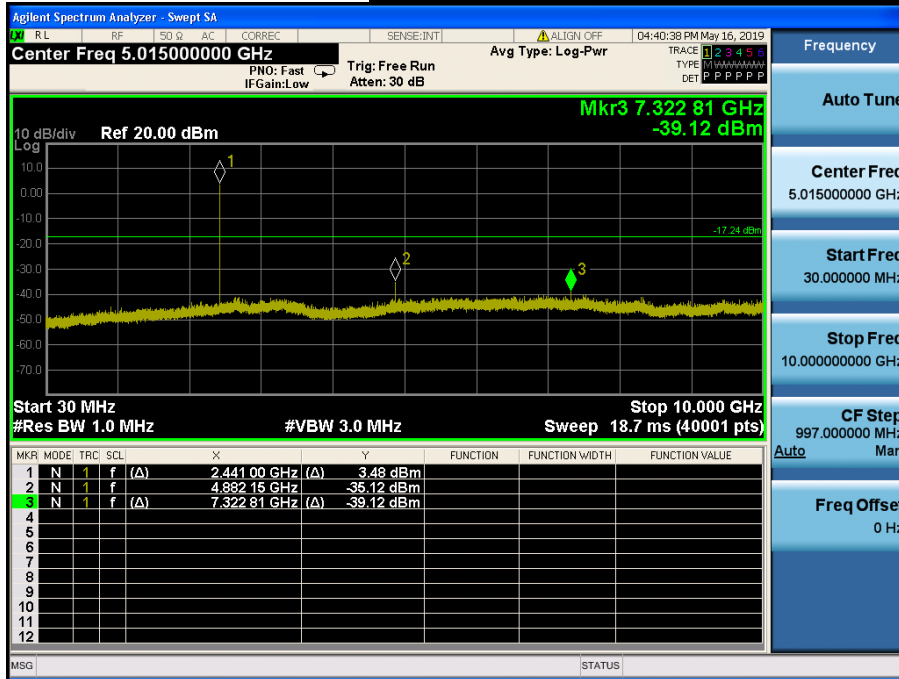 Agilent Spectrum Analyzer - Swept SA
LXI RL RF 50 Ω AC CORREC SENSE:INT ALIGN OFF 04:40:38 PM May 16, 2019
Center Freq 5.015000000 GHz
PNO: Fast
IFGain:Low
Trig: Free Run
Atten: 30 dB
Avg Type: Log-Pwr
TRACE 1 2 3 4 5 6
TYPE M WWWWW
DET P P P P P P
Frequency
Mkr3 7.322 81 GHz
-39.12 dBm
10 dB/div Ref 20.00 dBm
Log
10.0
0.00
-10.0
-20.0
-30.0
-40.0
-50.0
-60.0
-70.0
1
2
3
-17.24 dBm
Start 30 MHz Stop 10.000 GHz
#Res BW 1.0 MHz #VBW 3.0 MHz Sweep 18.7 ms (40001 pts)
MKR MODE TRC SCL X Y FUNCTION FUNCTION WIDTH FUNCTION VALUE
1 N 1 f (Δ) 2.441 00 GHz (Δ) 3.48 dBm
2 N 1 f 4.882 15 GHz -35.12 dBm
3 N 1 f (Δ) 7.322 81 GHz (Δ) -39.12 dBm
4
5
6
7
8
9
10
11
12
MSG STATUS
Auto Tune
Center Freq
5.015000000 GHz
Start Freq
30.000000 MHz
Stop Freq
10.000000000 GHz
CF Step
997.000000 MHz
Auto Man
Freq Offset
0 Hz